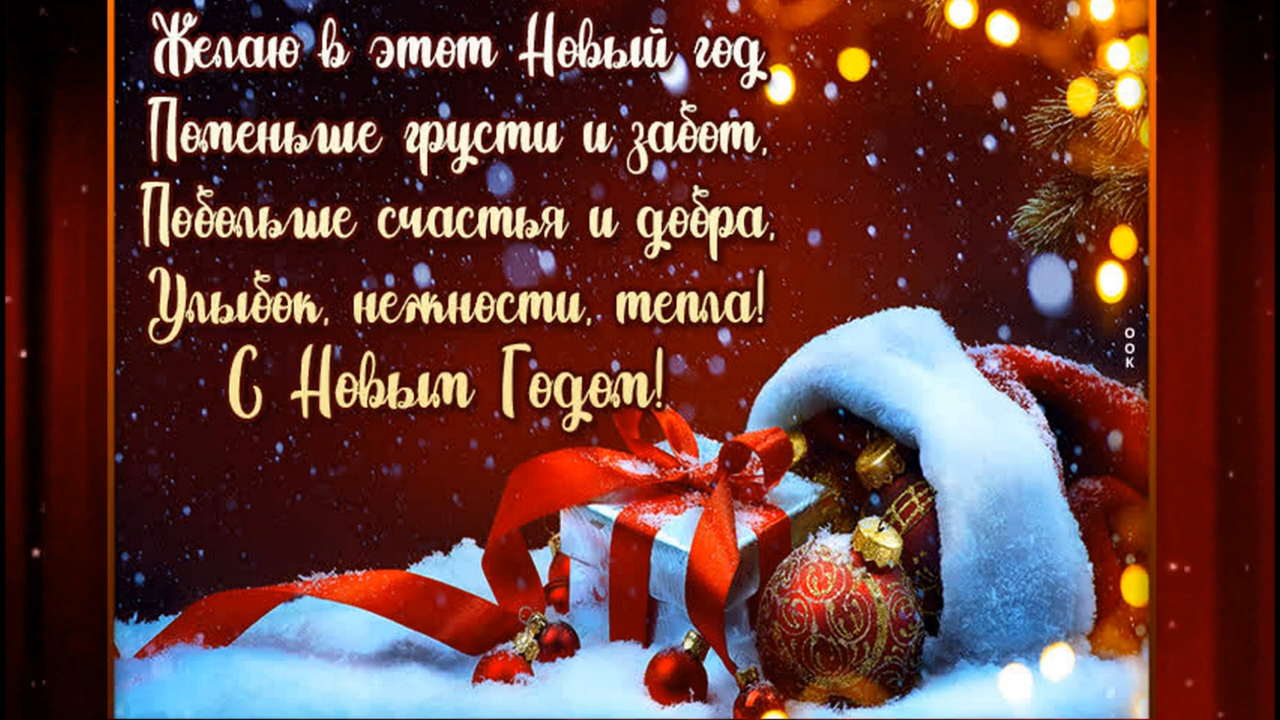 Желаю в этот Новый год
Поменьше грусти и забот,
Побольше счастья и добра,
Улыбок, нежности, тепла!
С Новым Годом!
ООК